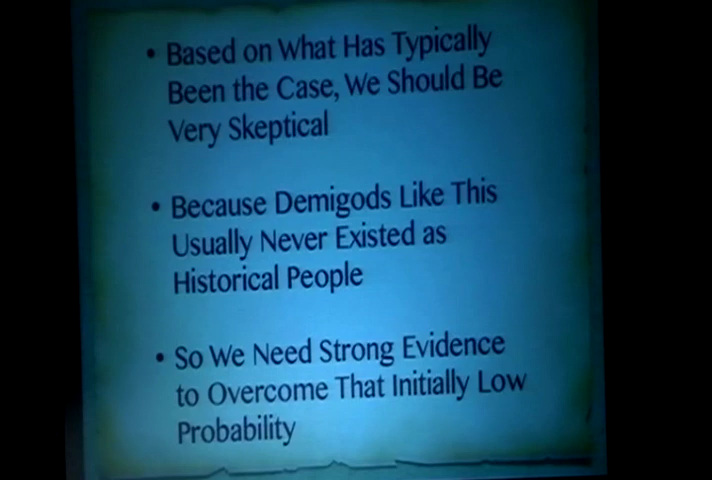 • Based on What Has Typically
Been the Case, We Should Be
Very Skeptical
• Because Demigods Like This
Usually Never Existed as
Historical People
• So We Need Strong Evidence
to Overcome That Initially Low
Probability